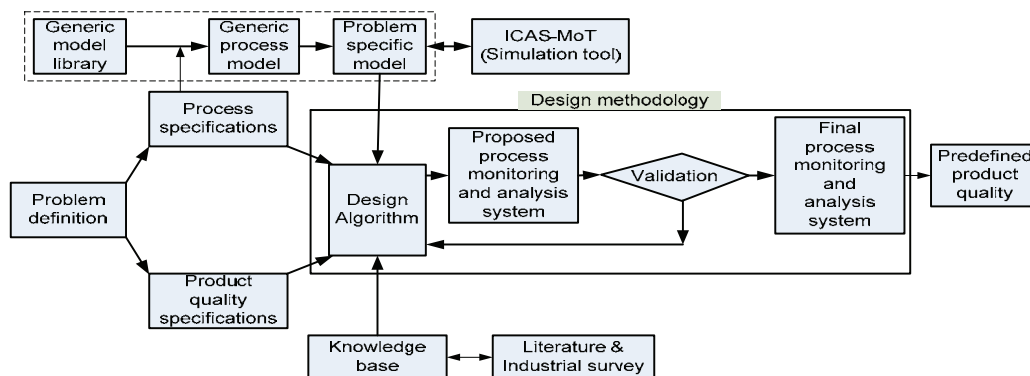 Generic
model
library
Generic
process
model
Problem
specific
model
ICAS-MoT
(Simulation tool)
Process
specifications
Design methodology
Problem
definition
Design
Algorithm
Proposed
process
monitoring
and analysis
system
Validation
Final
process
monitoring
and
analysis
system
Predefined
product
quality
Product
quality
specifications
Knowledge
base
Literature &
Industrial survey